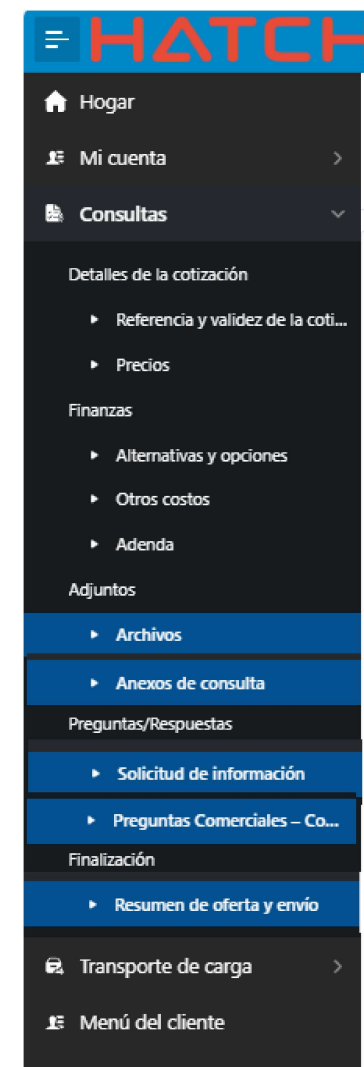 HATCH
Hogar
Mi cuenta
Consultas
Detalles de la cotización
Referencia y validez de la coti...
Precios
Finanzas
Alternativas y opciones
Otros costos
Adenda
Adjuntos
Archivos
Anexos de consulta
Preguntas/Respuestas
Solicitud de información
Preguntas Comerciales – Co...
Finalización
Resumen de oferta y envío
Transporte de carga
Menú del cliente